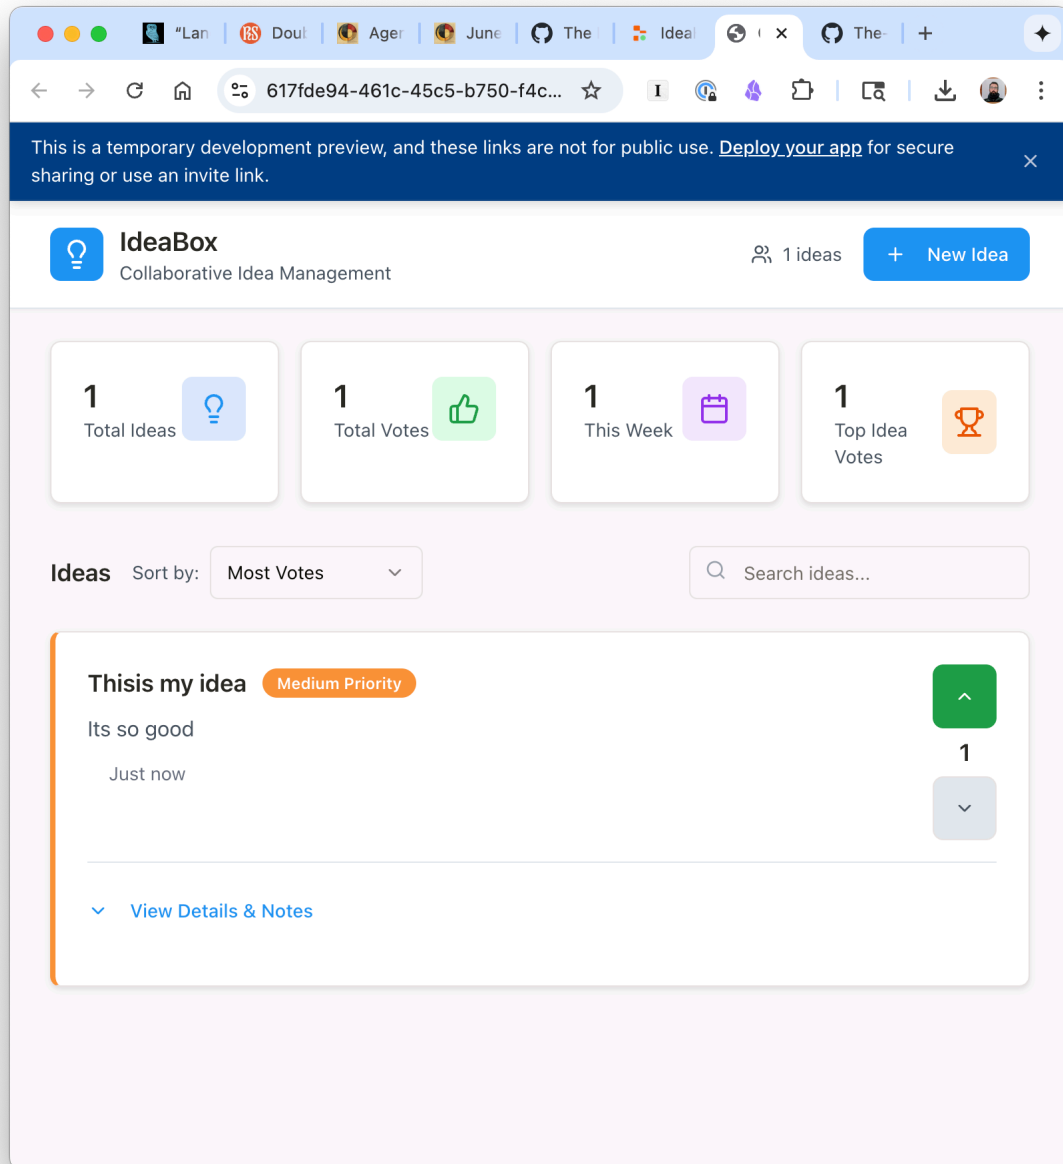 "Lan
Doul
Ager
June
The
Ideal
The-
617fde94-461c-45c5-b750-f4c...
This is a temporary development preview, and these links are not for public use. Deploy your app for secure
sharing or use an invite link.
IdeaBox
Collaborative Idea Management
1 ideas
New Idea
1
Total Ideas
1
Total Votes
1
This Week
1
Top Idea
Votes
Ideas
Sort by:
Most Votes
Search ideas...
Thisis my idea
Medium Priority
Its so good
Just now
1
View Details & Notes